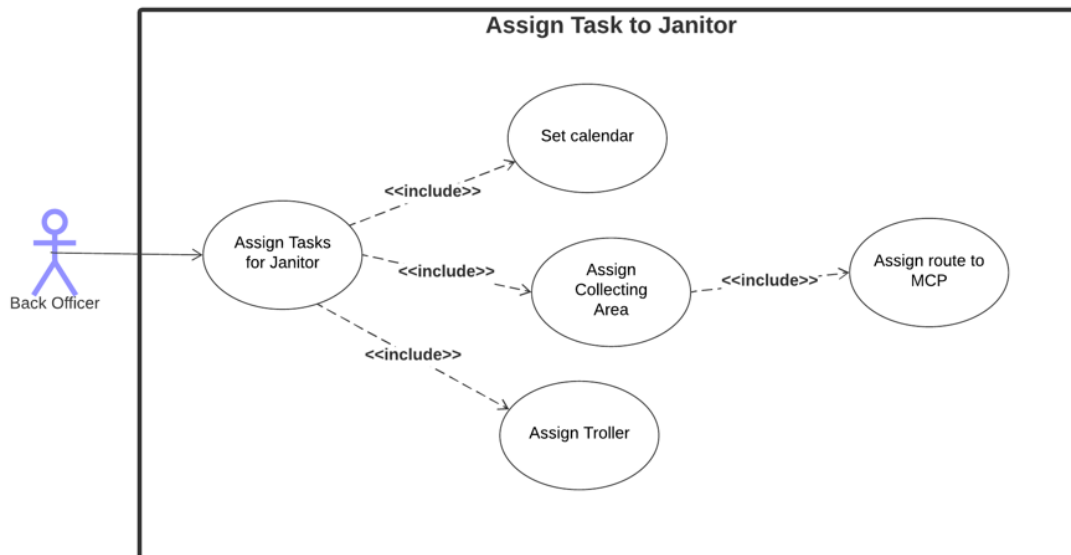 Assign Task to Janitor
Set calendar
<<include>>
Assign Tasks
for Janitor
Back Officer
<<include>>
Assign
Collecting
Area
<<include>>
Assign route to
MCP
<<include>>
Assign Troller